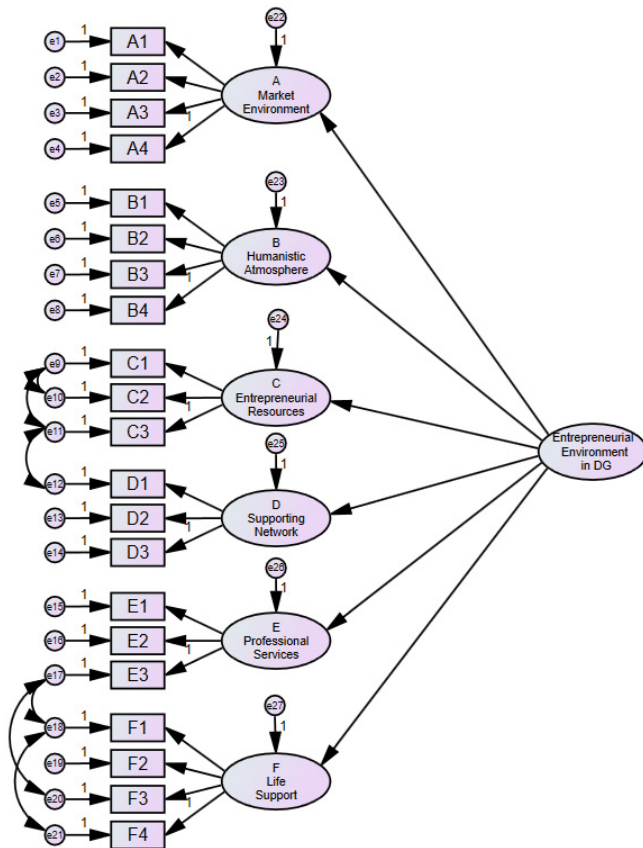 e22
1
e1 1 A1
e2 1 A2
e3 1 A3
1
e4 1 A4
A
Market
Environment
e23
1
e5 1 B1
e6 1 B2
e7 1 B3
1
e8 1 B4
B
Humanistic
Atmosphere
e24
1
e9 1 C1
e10 1 C2
1
e11 1 C3
C
Entrepreneurial
Resources
Entrepreneurial
Environment
in DG
e25
1
e12 1 D1
e13 1 D2
1
e14 1 D3
D
Supporting
Network
e26
1
e15 1 E1
e16 1 E2
1
e17 1 E3
E
Professional
Services
e27
1
e18 1 F1
e19 1 F2
e20 1 F3
1
e21 1 F4
F
Life
Support